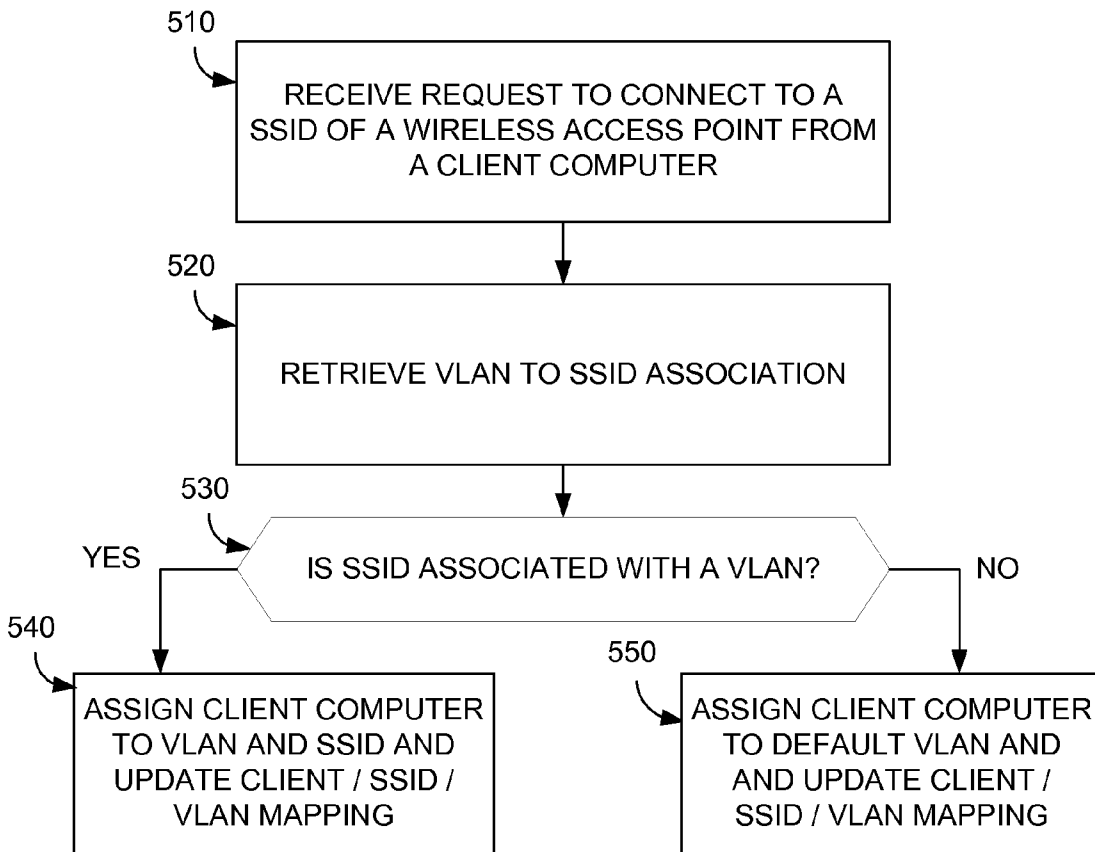 510
RECEIVE REQUEST TO CONNECT TO A
SSID OF A WIRELESS ACCESS POINT FROM
A CLIENT COMPUTER
520
RETRIEVE VLAN TO SSID ASSOCIATION
530
YES
IS SSID ASSOCIATED WITH A VLAN?
NO
540
ASSIGN CLIENT COMPUTER
TO VLAN AND SSID AND
UPDATE CLIENT / SSID /
VLAN MAPPING
550
ASSIGN CLIENT COMPUTER
TO DEFAULT VLAN AND
AND UPDATE CLIENT /
SSID / VLAN MAPPING